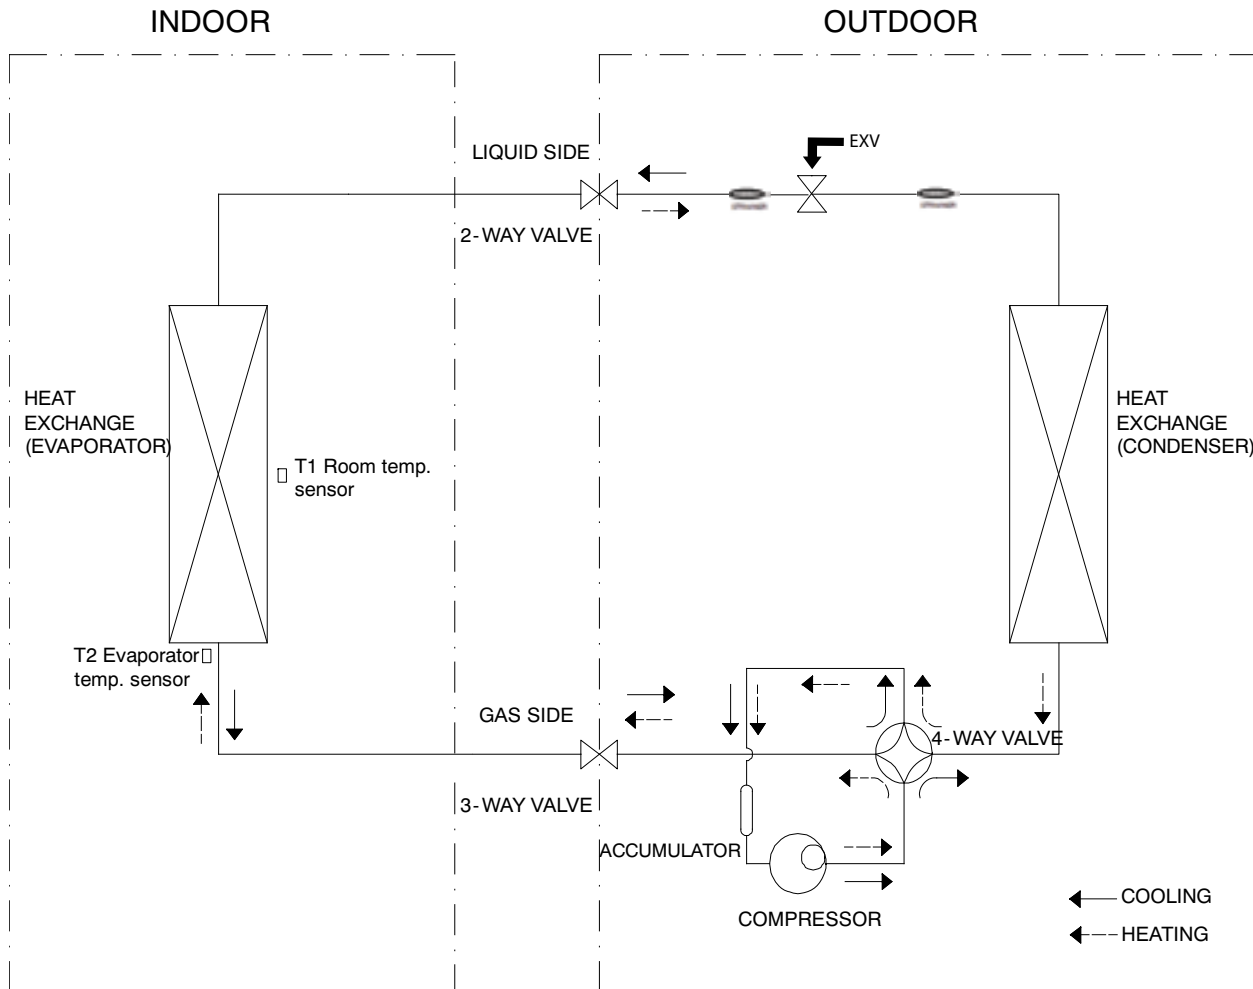 INDOOR
OUTDOOR
EXV
LIQUID SIDE
2-WAY VALVE
HEAT
EXCHANGE
(EVAPORATOR)
HEAT
EXCHANGE
(CONDENSER)
T1 Room temp.
sensor
T2 Evaporator
temp. sensor
GAS SIDE
4-WAY VALVE
3-WAY VALVE
ACCUMULATOR
COMPRESSOR
COOLING
HEATING